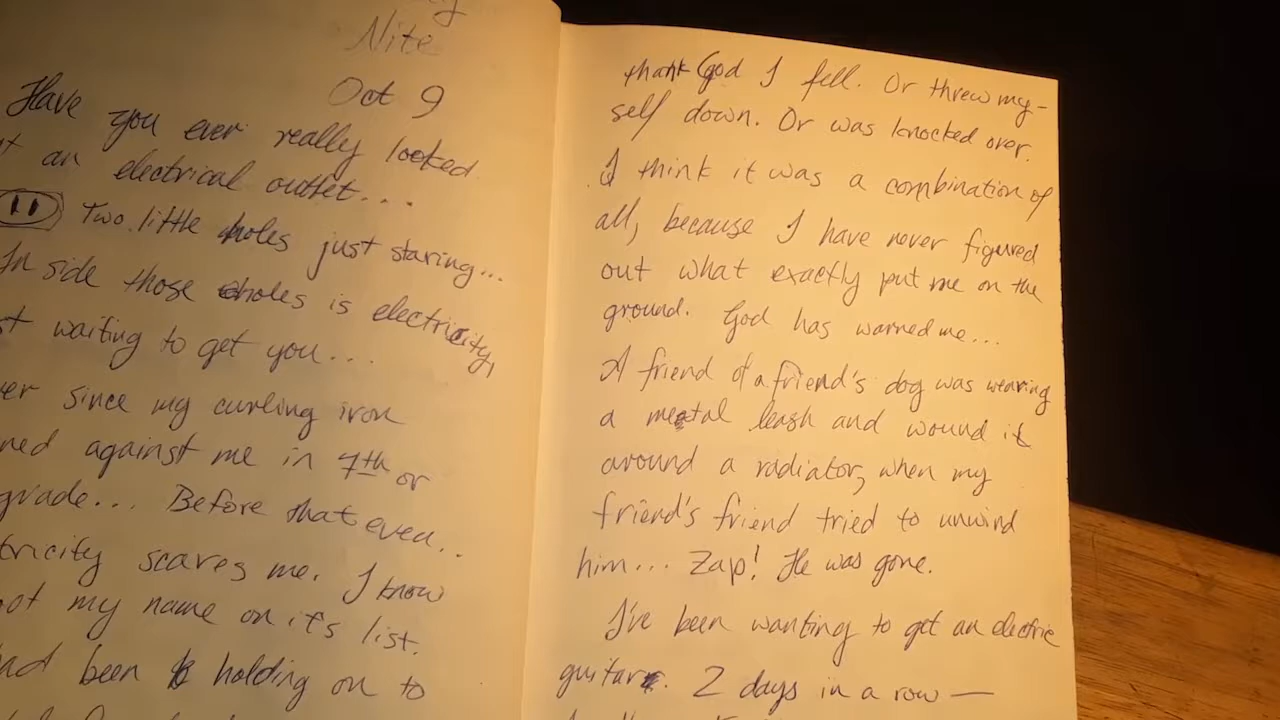 Nite
Oct 9
Have you ever really looked
an electrical outlet...
Two little holes just staring...
In side those holes is electricity,
waiting to get you...
since my curling iron
against me in 7th or
grade... Before that even..
scares me. I know
my name on it's list.
been holding on to
thank God I fell. Or threw my-
self down. Or was knocked over.
I think it was a combination of
all, because I have never figured
out what exactly put me on the
ground. God has warned me...
A friend of a friend's dog was wearing
a metal leash and wound it
around a radiator, when my
friend's friend tried to unwind
him... Zap! He was gone.
I've been wanting to get an electric
guitar. 2 days in a row —